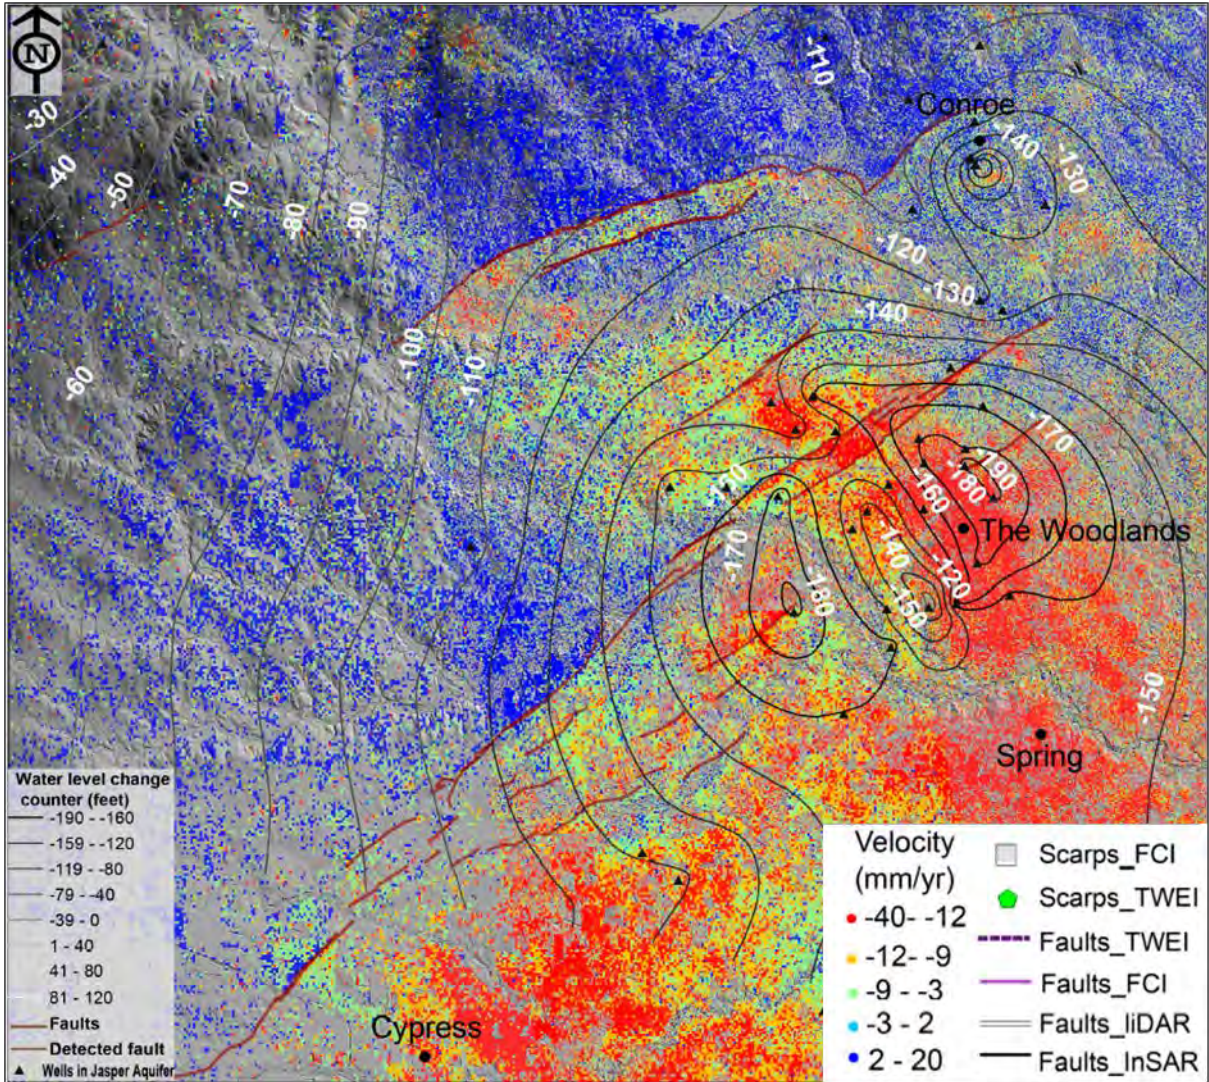 N
-110
-30
Conroe
-140
-130
-40
-50
-70
-80
-90
-120
-130
-140
-100
-110
-60
-170
-190
-180
-160
-130
The Woodlands
-140
-170
-180
-120
-150
-150
Spring
Cypress
Water level change
counter (feet)
-190 - -160
-159 - -120
-119 - -80
-79 - -40
-39 - 0
1 - 40
41 - 80
81 - 120
Faults
Detected fault
Wells in Jasper Aquifer
Velocity
(mm/yr)
-40- -12
-12- -9
-9 - -3
-3 - 2
2 - 20
Scarps_FCI
Scarps_TWEI
Faults_TWEI
Faults_FCI
Faults_liDAR
Faults_InSAR